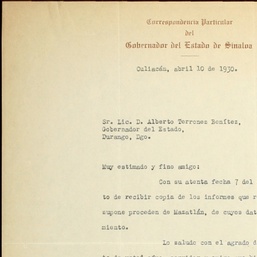 Correspondencia Particular
del
Gobernador del Estado de Sinaloa
Culiacán, abril 10 de 1930.
Sr. Lic. D. Alberto Terrones Benítez,
Gobernador del Estado,
Durango, Dgo.
Muy estimado y fino amigo:
Con su atenta fecha 7 del
to de recibir copia de los informes que r
supone proceden de Mazatlán, de cuyos dat
miento.
Lo saludo con el agrado d